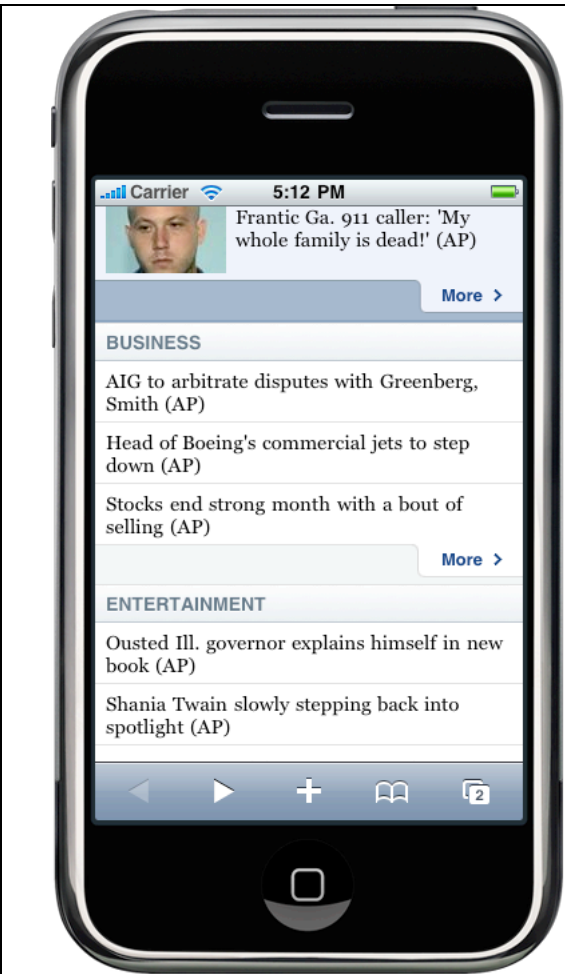 Carrier 5:12 PM
Frantic Ga. 911 caller: 'My
whole family is dead!' (AP)
More >
BUSINESS
AIG to arbitrate disputes with Greenberg,
Smith (AP)
Head of Boeing's commercial jets to step
down (AP)
Stocks end strong month with a bout of
selling (AP)
More >
ENTERTAINMENT
Ousted Ill. governor explains himself in new
book (AP)
Shania Twain slowly stepping back into
spotlight (AP)
2